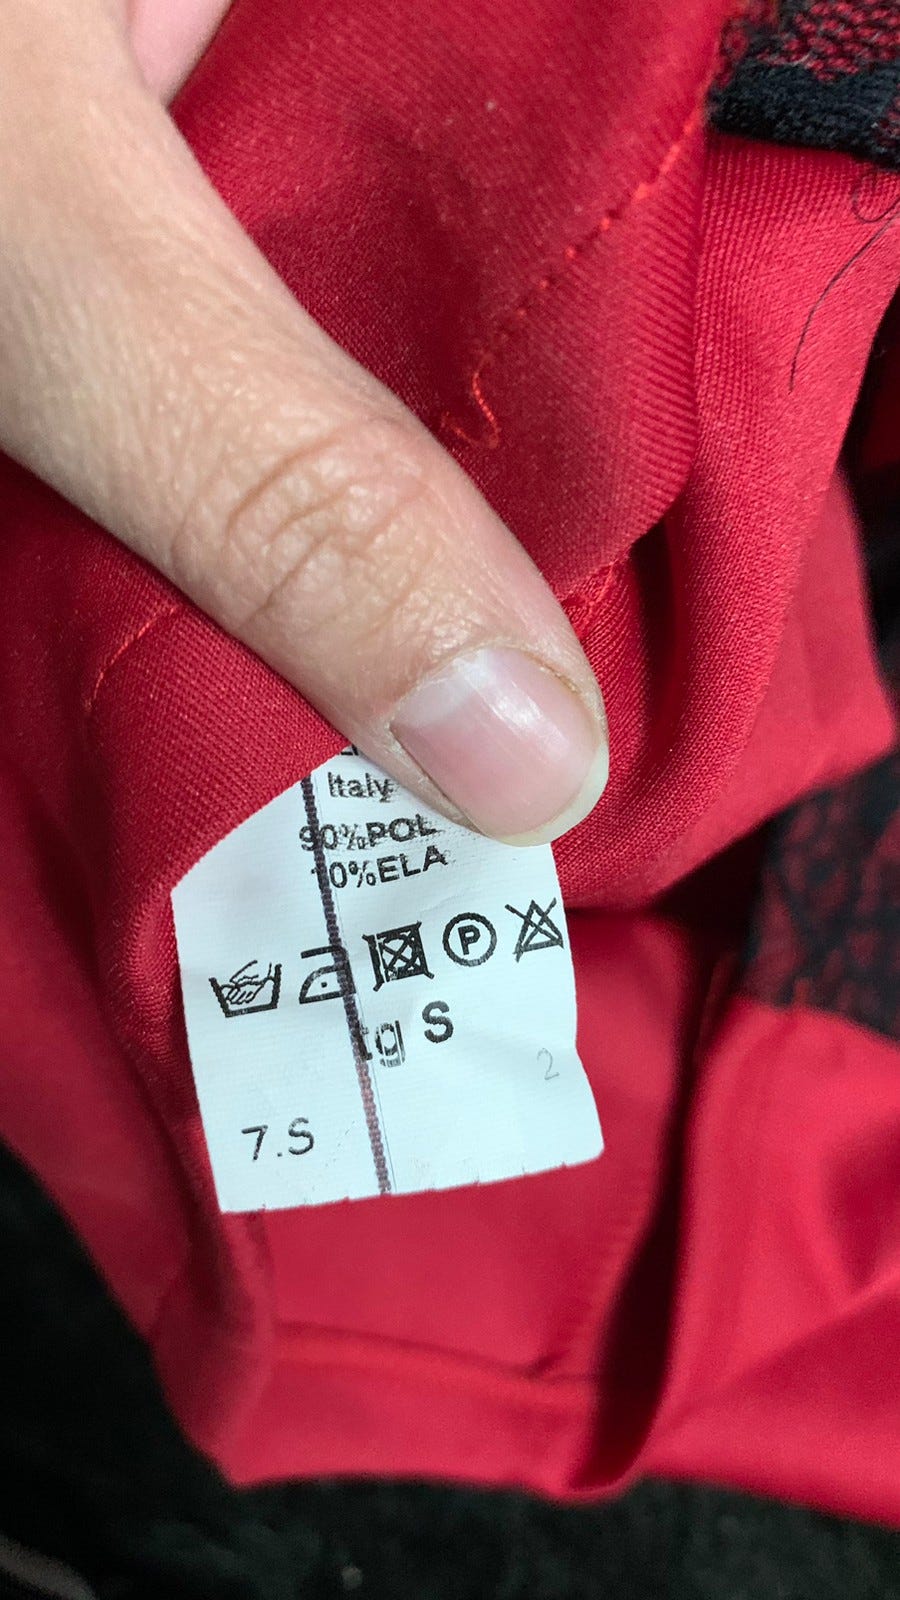 Italy
90%POL
10%ELA
P
tg S
2
7.S